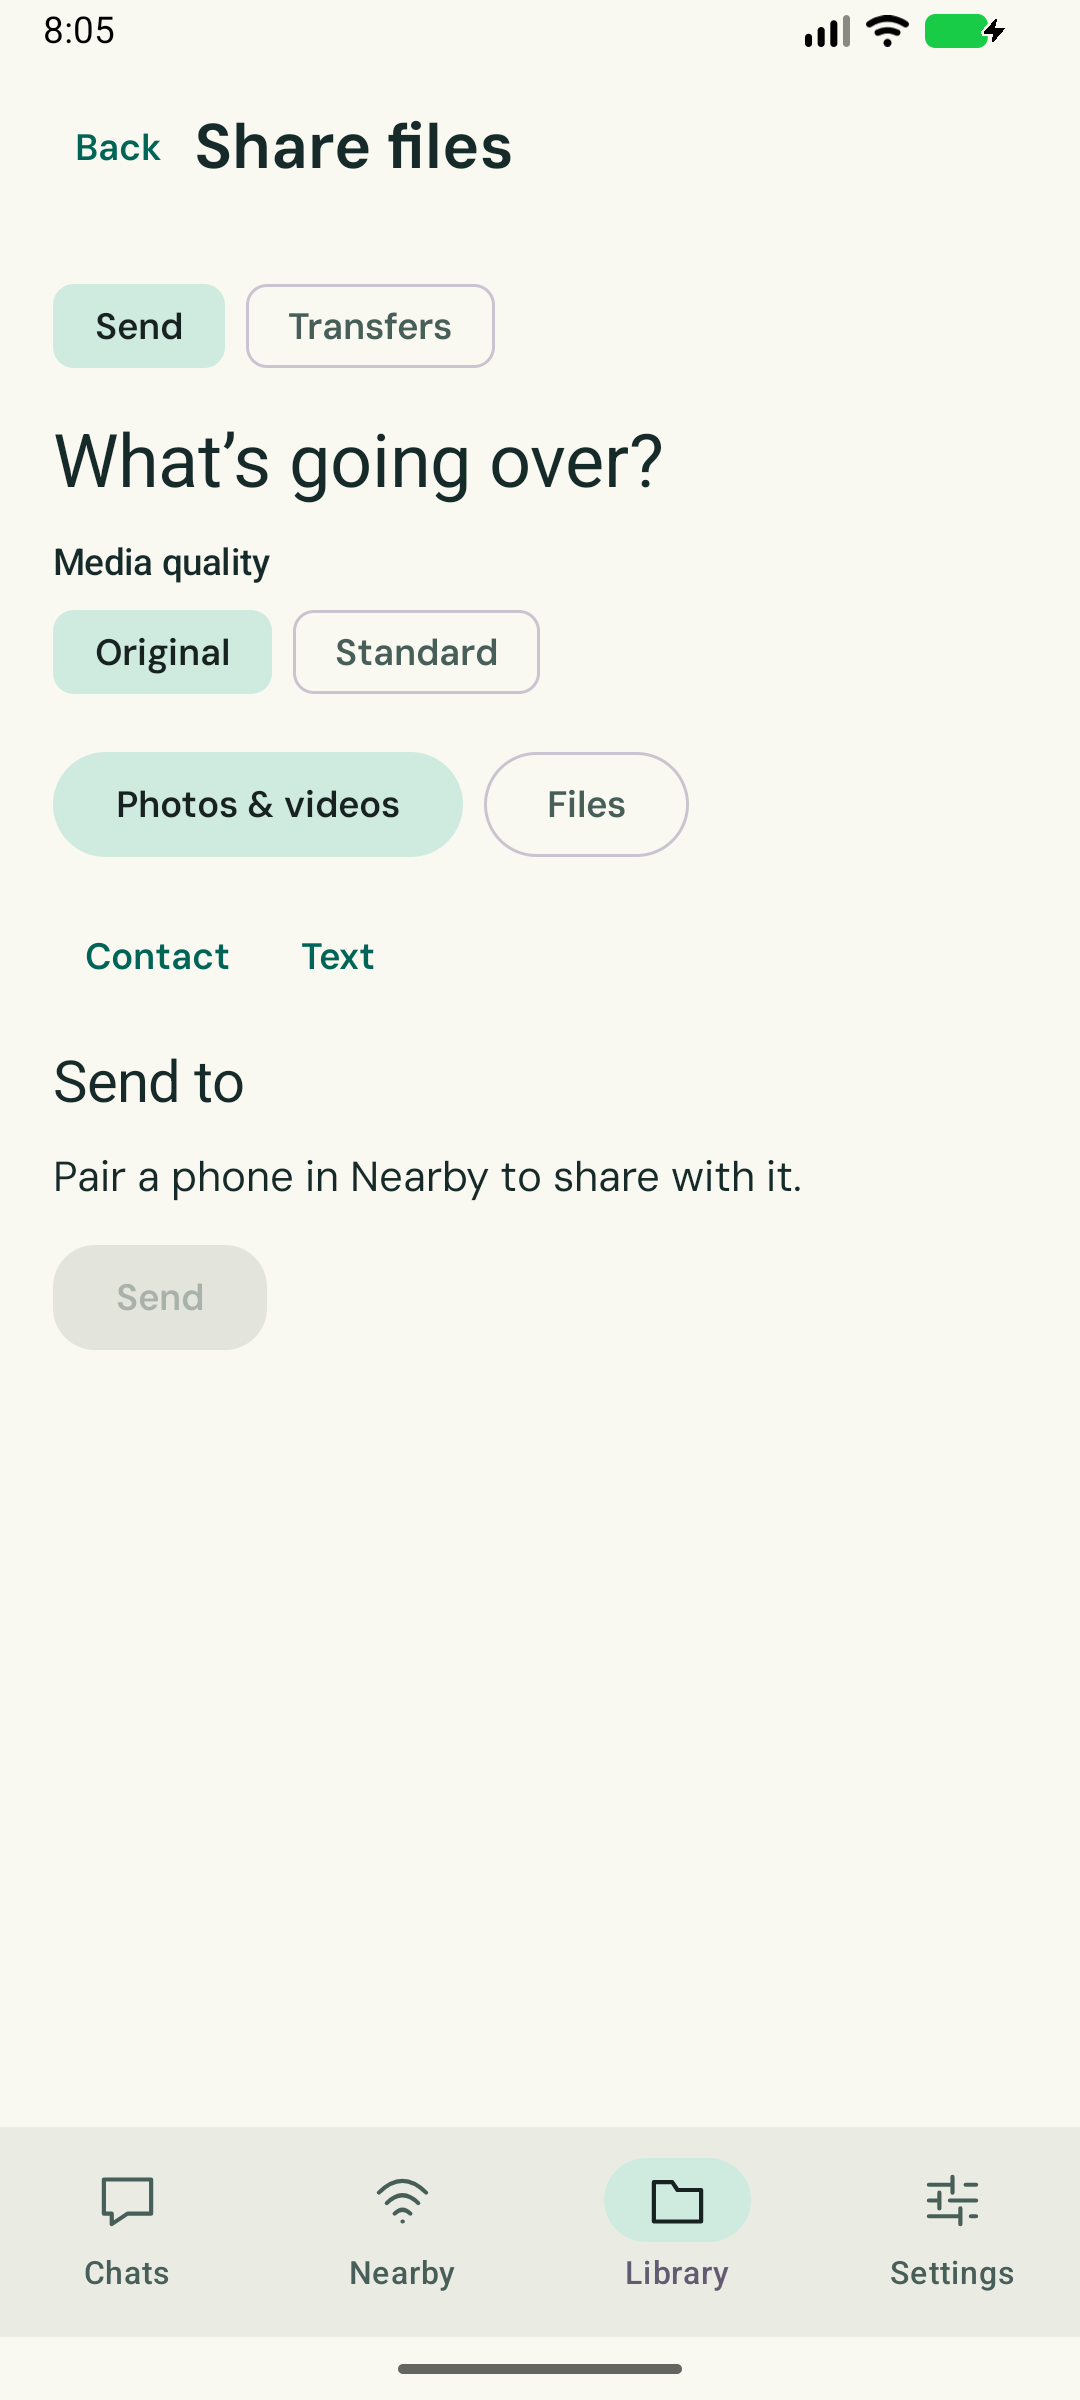 8:05
Back Share files
Send Transfers
What’s going over?
Media quality
Original Standard
Photos & videos Files
Contact Text
Send to
Pair a phone in Nearby to share with it.
Send
Chats Nearby Library Settings